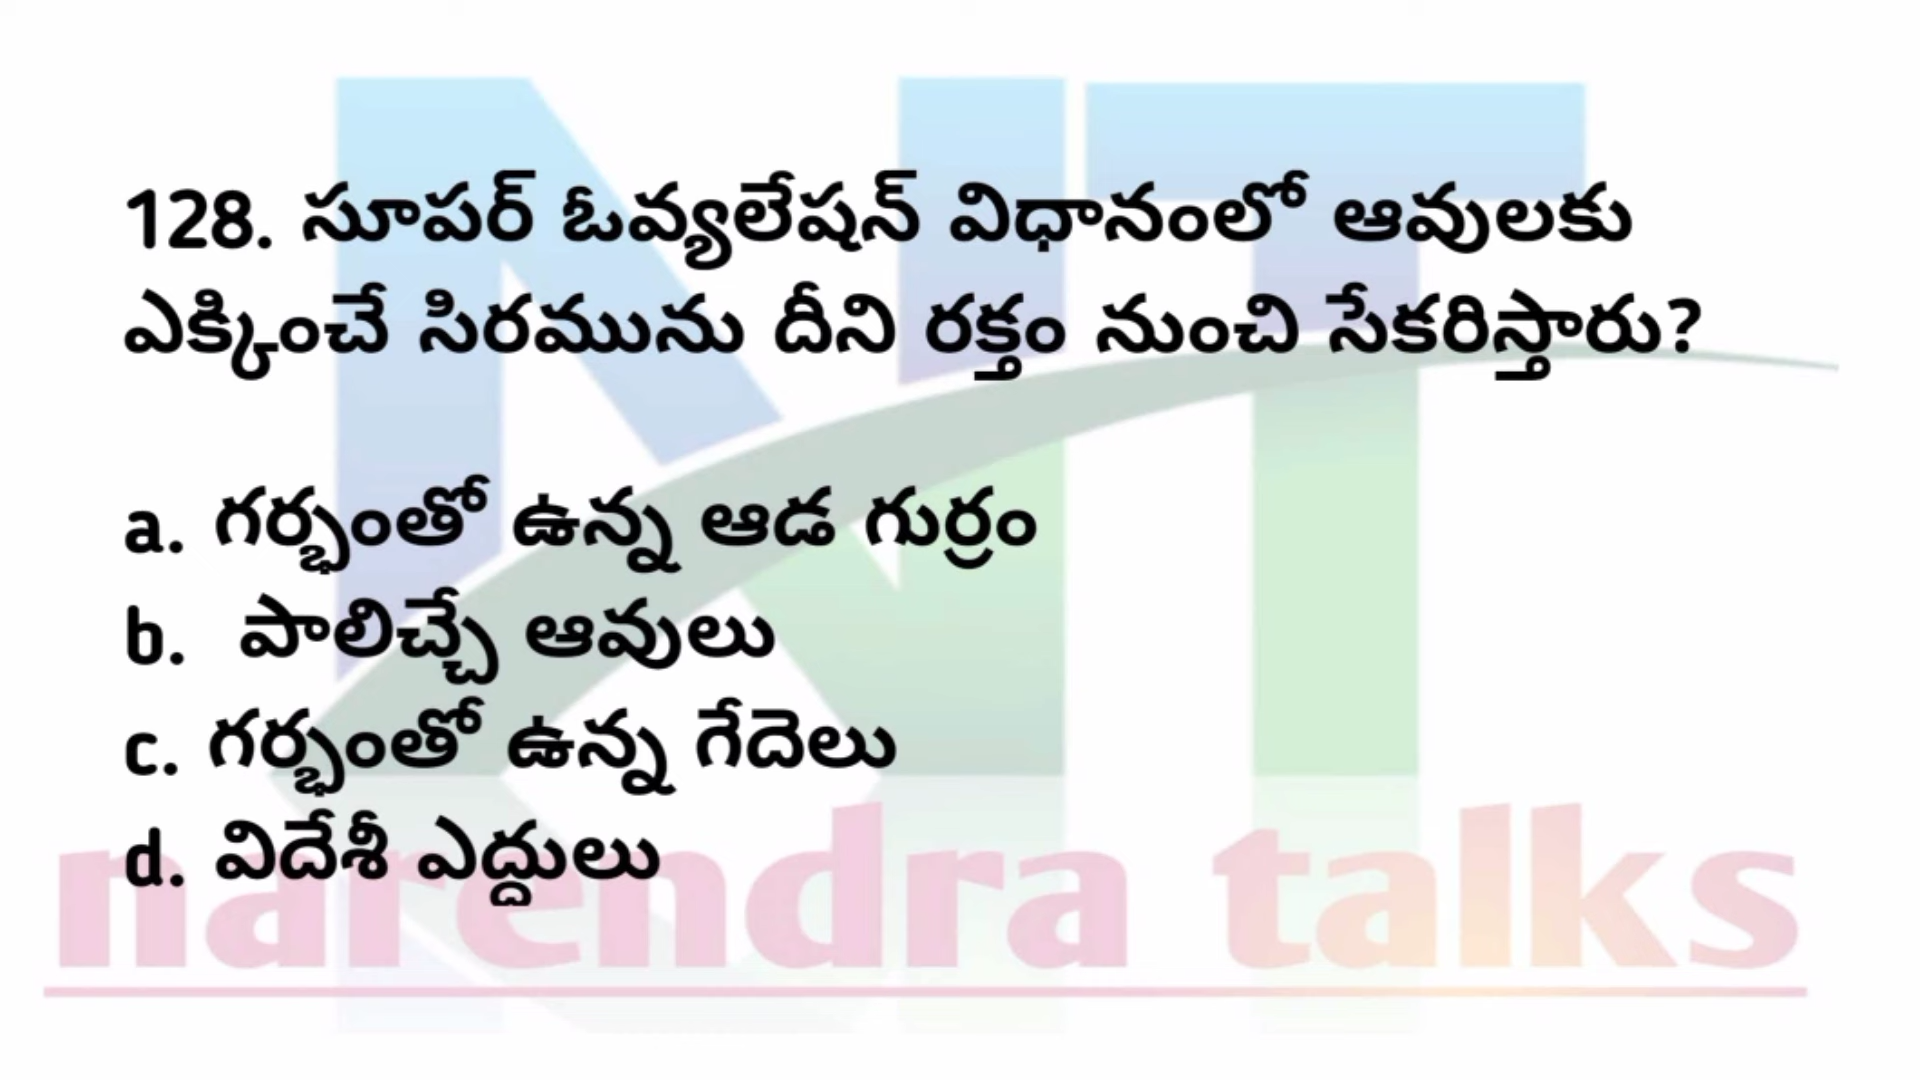 128. సూపర్ ఓవ్యలేషన్ విధానంలో ఆవులకు
ఎక్కించే సిరమును దీని రక్తం నుంచి సేకరిస్తారు?
a. గర్భంతో ఉన్న ఆడ గుర్రం
b. పాలిచ్చే ఆవులు
c. గర్భంతో ఉన్న గేదెలు
d. విదేశీ ఎద్దులు
narendra talks